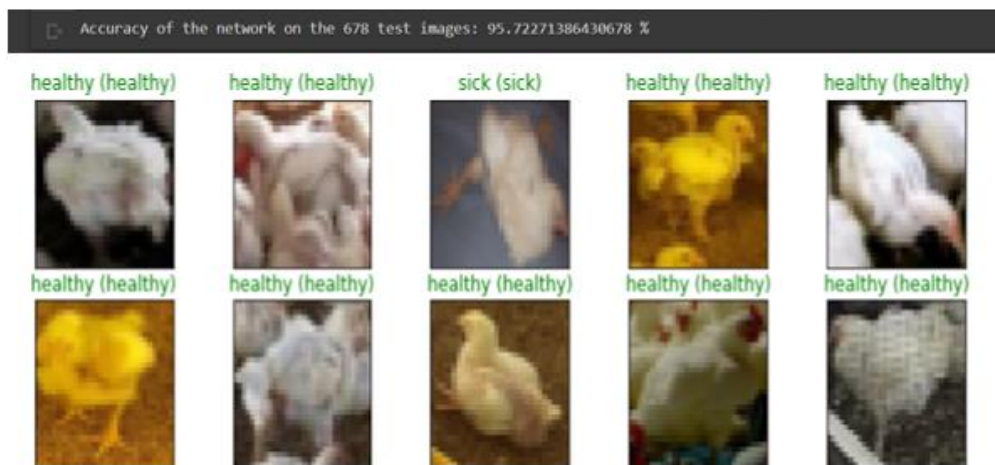 Accuracy of the network on the 678 test images: 95.72271386430678 %
healthy (healthy) healthy (healthy) sick (sick) healthy (healthy) healthy (healthy)
healthy (healthy) healthy (healthy) healthy (healthy) healthy (healthy) healthy (healthy)